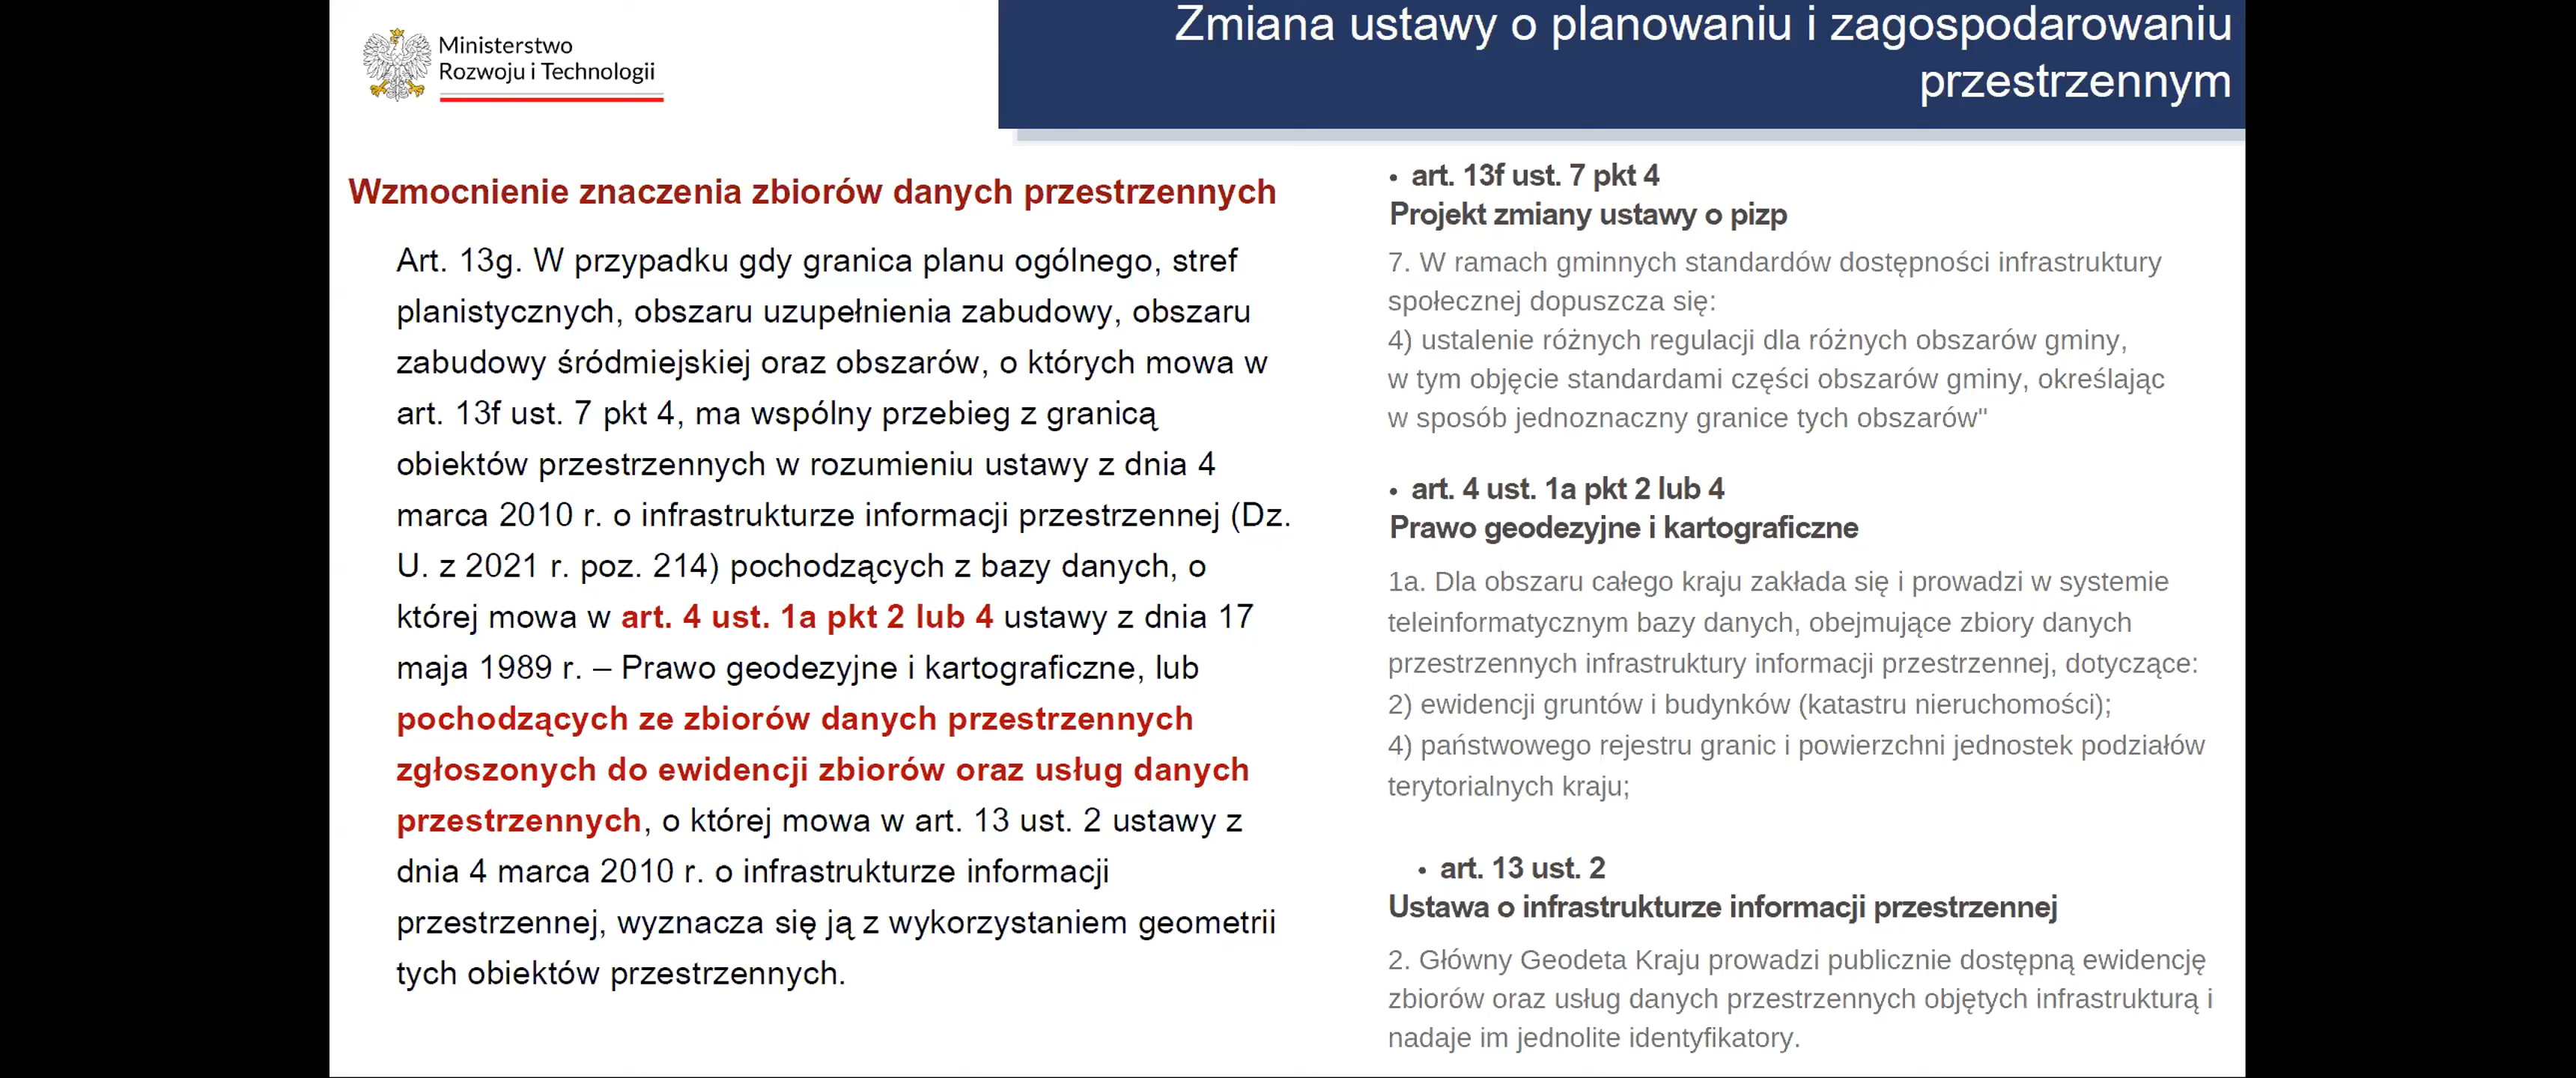 Ministerstwo
Rozwoju i Technologii
Zmiana ustawy o planowaniu i zagospodarowaniu
przestrzennym
Wzmocnienie znaczenia zbiorów danych przestrzennych
Art. 13g. W przypadku gdy granica planu ogólnego, stref
planistycznych, obszaru uzupełnienia zabudowy, obszaru
zabudowy śródmiejskiej oraz obszarów, o których mowa w
art. 13f ust. 7 pkt 4, ma wspólny przebieg z granicą
obiektów przestrzennych w rozumieniu ustawy z dnia 4
marca 2010 r. o infrastrukturze informacji przestrzennej (Dz.
U. z 2021 r. poz. 214) pochodzących z bazy danych, o
której mowa w art. 4 ust. 1a pkt 2 lub 4 ustawy z dnia 17
maja 1989 r. – Prawo geodezyjne i kartograficzne, lub
pochodzących ze zbiorów danych przestrzennych
zgłoszonych do ewidencji zbiorów oraz usług danych
przestrzennych, o której mowa w art. 13 ust. 2 ustawy z
dnia 4 marca 2010 r. o infrastrukturze informacji
przestrzennej, wyznacza się ją z wykorzystaniem geometrii
tych obiektów przestrzennych.
• art. 13f ust. 7 pkt 4
Projekt zmiany ustawy o pizp
7. W ramach gminnych standardów dostępności infrastruktury
społecznej dopuszcza się:
4) ustalenie różnych regulacji dla różnych obszarów gminy,
w tym objęcie standardami części obszarów gminy, określając
w sposób jednoznaczny granice tych obszarów"
• art. 4 ust. 1a pkt 2 lub 4
Prawo geodezyjne i kartograficzne
1a. Dla obszaru całego kraju zakłada się i prowadzi w systemie
teleinformatycznym bazy danych, obejmujące zbiory danych
przestrzennych infrastruktury informacji przestrzennej, dotyczące:
2) ewidencji gruntów i budynków (katastru nieruchomości);
4) państwowego rejestru granic i powierzchni jednostek podziałów
terytorialnych kraju;
• art. 13 ust. 2
Ustawa o infrastrukturze informacji przestrzennej
2. Główny Geodeta Kraju prowadzi publicznie dostępną ewidencję
zbiorów oraz usług danych przestrzennych objętych infrastrukturą i
nadaje im jednolite identyfikatory.